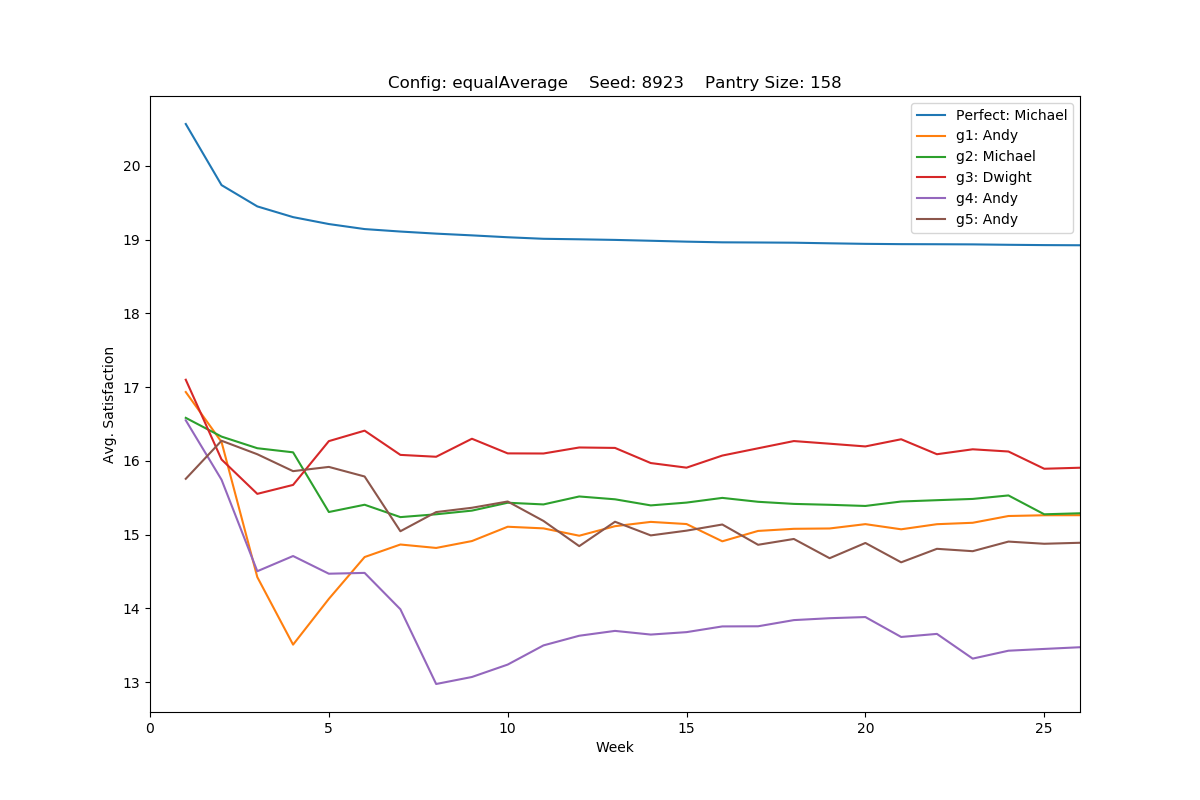 Config: equalAverage    Seed: 8923    Pantry Size: 158
Perfect: Michael
g1: Andy
g2: Michael
g3: Dwight
g4: Andy
g5: Andy
20
19
18
17
16
15
14
13
Avg. Satisfaction
0 5 10 15 20 25
Week